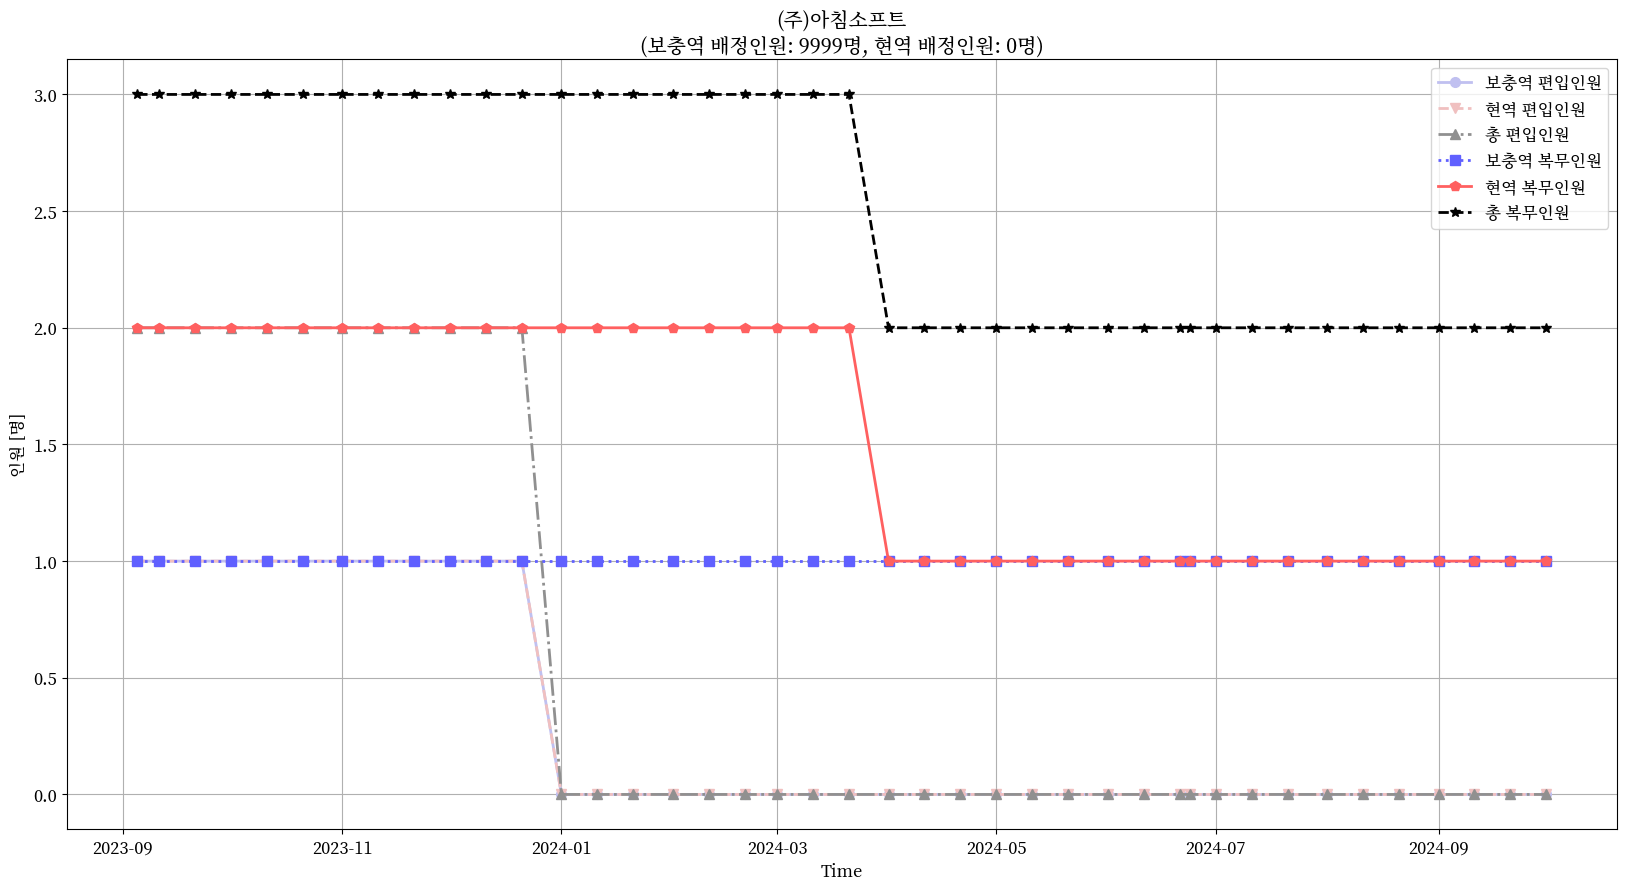 (주)아침소프트
(보충역 배정인원: 9999명, 현역 배정인원: 0명)
보충역 편입인원
현역 편입인원
총 편입인원
보충역 복무인원
현역 복무인원
총 복무인원
인원 [명]
3.0
2.5
2.0
1.5
1.0
0.5
0.0
2023-09
2023-11
2024-01
2024-03
2024-05
2024-07
2024-09
Time